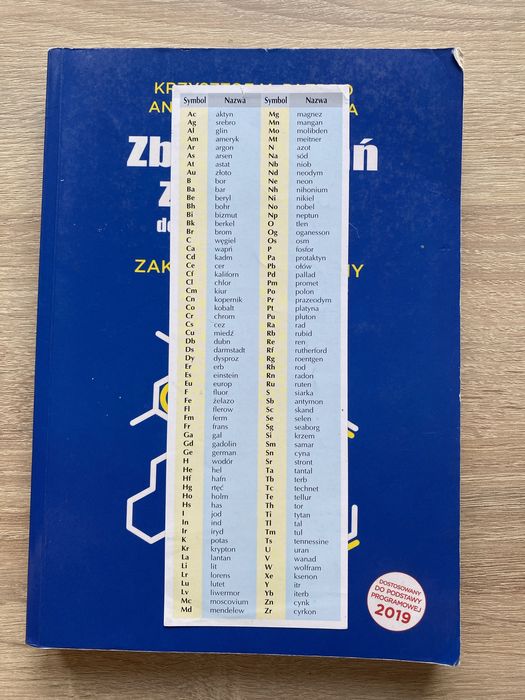 Symbol Nazwa Symbol Nazwa
Ac aktyn Mg magnez
Ag srebro Mn mangan
Al glin Mo molibden
Am ameryk Mt meitner
Ar argon N azot
As arsen Na sód
At astat Nb niob
Au złoto Nd neodym
B bor Ne neon
Ba bar Nh nihonium
Be beryl Ni nikiel
Bh bohr No nobel
Bi bizmut Np neptun
Bk berkel O tlen
Br brom Og oganesson
C węgiel Os osm
Ca wapń P fosfor
Cd kadm Pa protaktyn
Ce cer Pb ołów
Cf kaliforn Pd pallad
Cl chlor Pm promet
Cm kiur Po polon
Cn kopernik Pr prazeodym
Co kobalt Pt platyna
Cr chrom Pu pluton
Cs cez Ra rad
Cu miedź Rb rubid
Db dubn Re ren
Ds darmstadt Rf rutherford
Dy dysproz Rg roentgen
Er erb Rh rod
Es einstein Rn radon
Eu europ Ru ruten
F fluor S siarka
Fe żelazo Sb antymon
Fl flerow Sc skand
Fm ferm Se selen
Fr frans Sg seaborg
Ga gal Si krzem
Gd gadolin Sm samar
Ge german Sn cyna
H wodór Sr stront
He hel Ta tantal
Hf hafn Tb terb
Hg rtęć Tc technet
Ho holm Te tellur
Hs has Th tor
I jod Ti tytan
In ind Tl tal
Ir iryd Tm tul
K potas Ts tennessine
Kr krypton U uran
La lantan V wanad
Li lit W wolfram
Lr lorens Xe ksenon
Lu lutet Y itr
Lv liwermor Yb iterb
Mc moscovium Zn cynk
Md mendelew Zr cyrkon
DOSTOSOWANY
DO PODSTAWY
PROGRAMOWEJ
2019